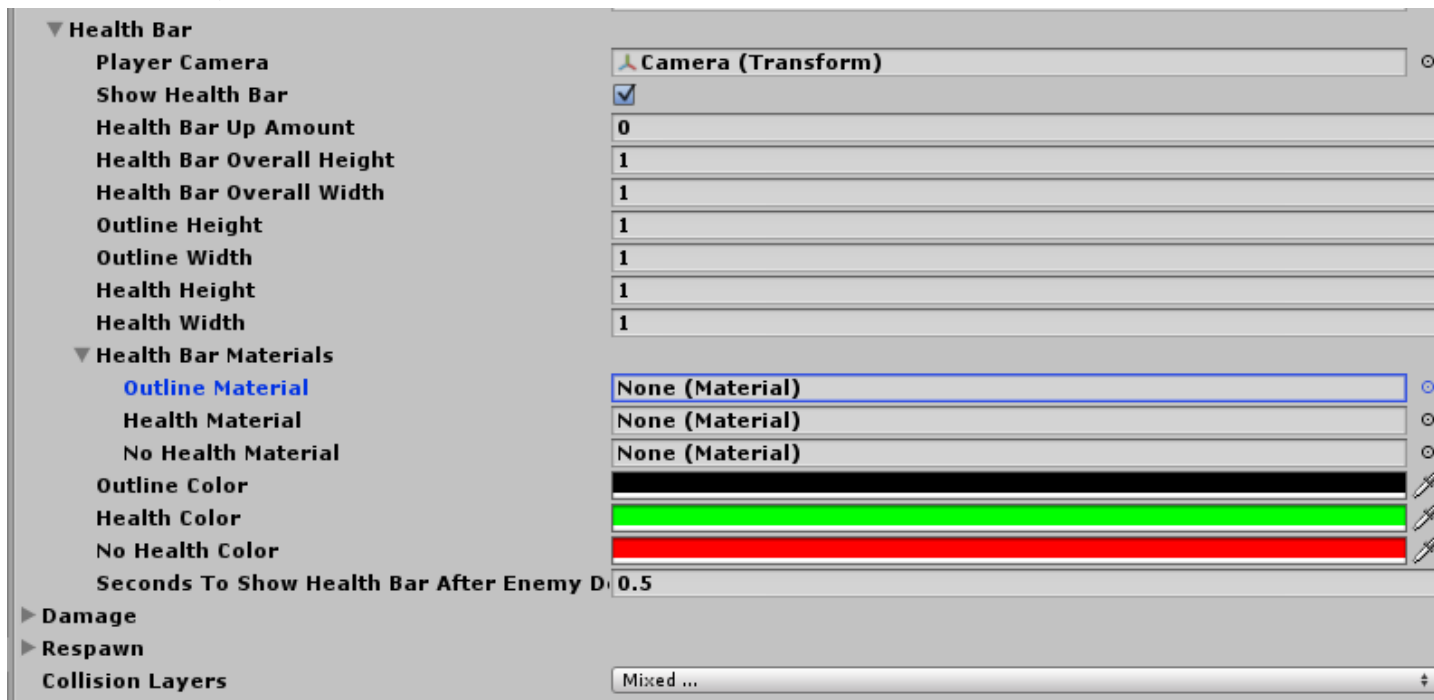 Health Bar
Player Camera Camera (Transform)
Show Health Bar
Health Bar Up Amount 0
Health Bar Overall Height 1
Health Bar Overall Width 1
Outline Height 1
Outline Width 1
Health Height 1
Health Width 1
Health Bar Materials
Outline Material None (Material)
Health Material None (Material)
No Health Material None (Material)
Outline Color
Health Color
No Health Color
Seconds To Show Health Bar After Enemy 0.5
Damage
Respawn
Collision Layers Mixed ...